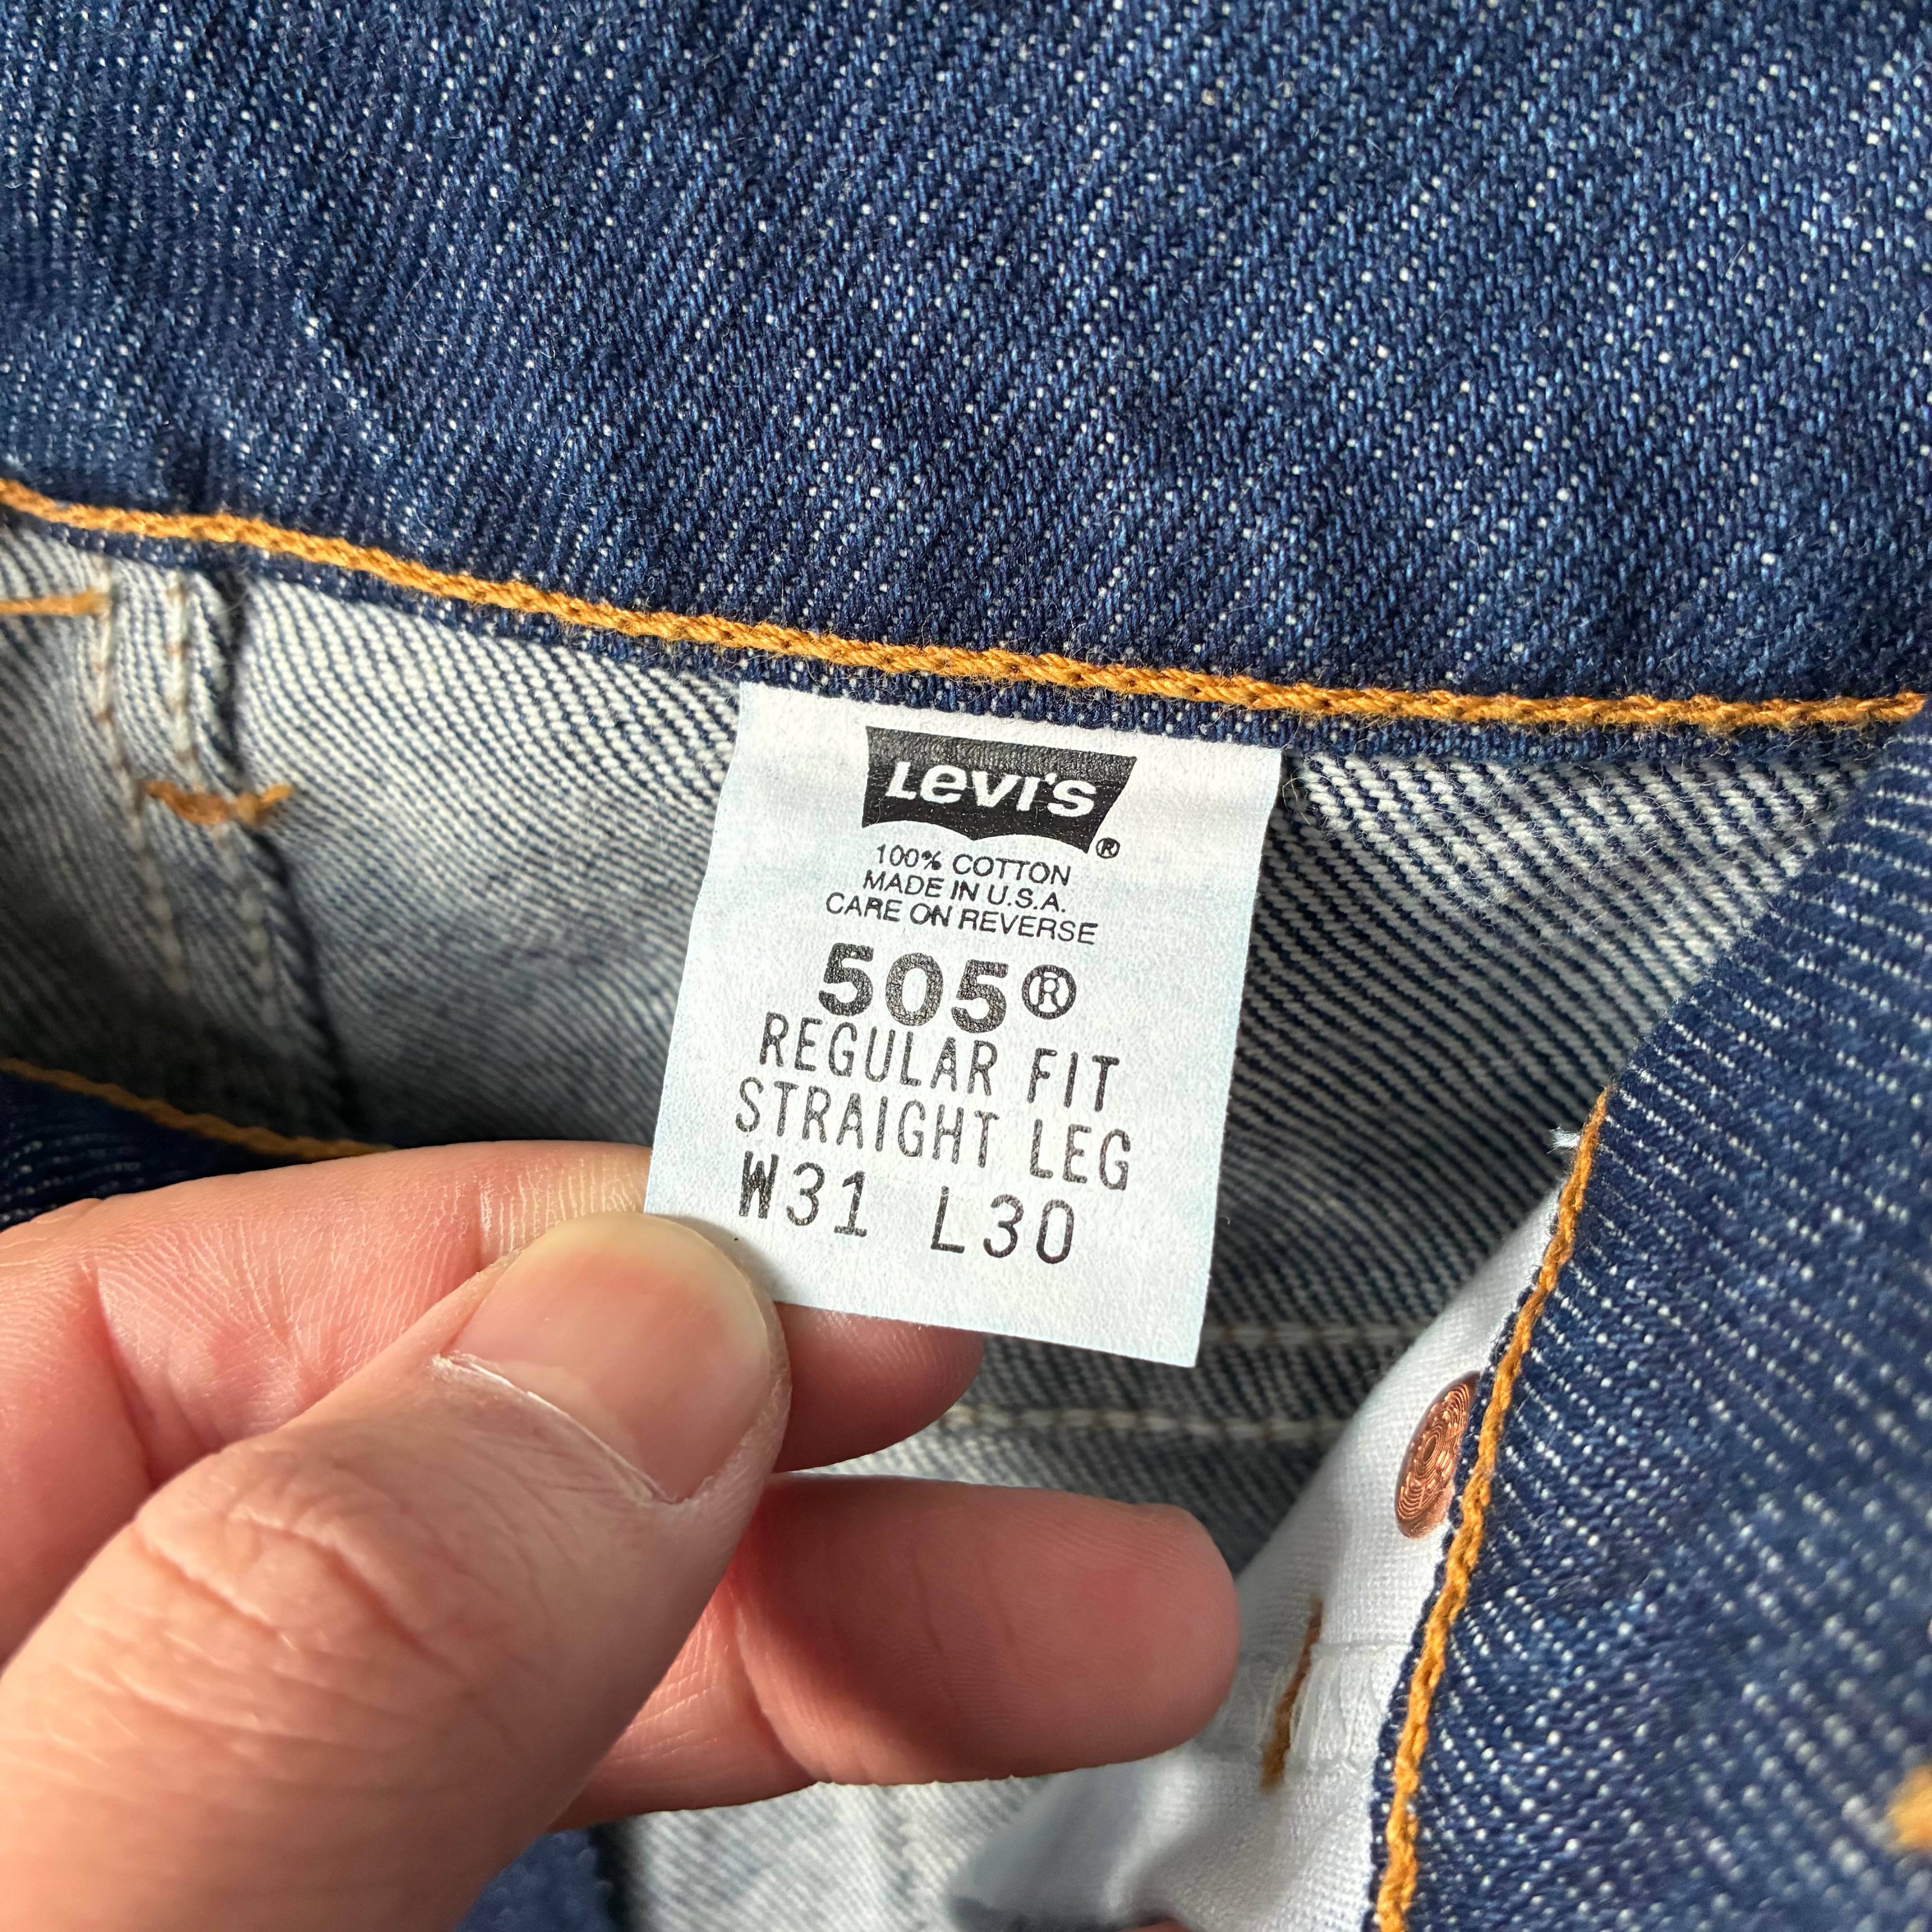 Levi's®
100% COTTON
MADE IN U.S.A.
CARE ON REVERSE
505®
REGULAR FIT
STRAIGHT LEG
W31 L30